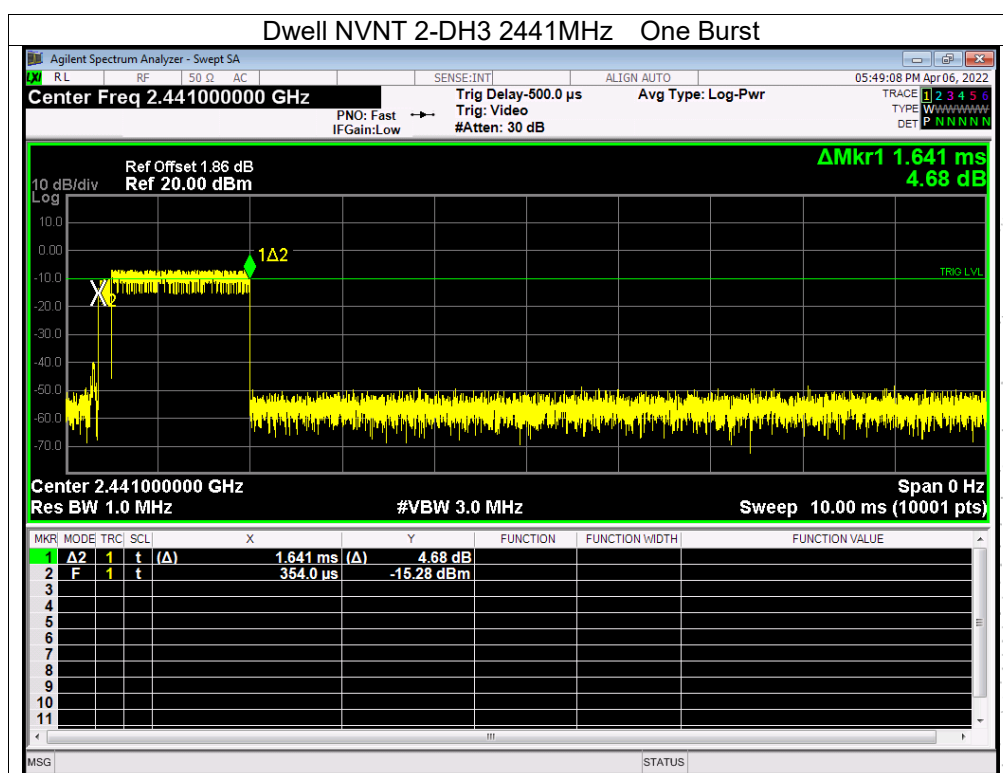 Dwell NVNT 2-DH3 2441MHz One Burst
Agilent Spectrum Analyzer - Swept SA
LXI RL RF 50 Ω AC SENSE:INT ALIGN AUTO 05:49:08 PM Apr 06, 2022
Center Freq 2.441000000 GHz Trig Delay-500.0 µs Avg Type: Log-Pwr TRACE 1 2 3 4 5 6
PNO: Fast Trig: Video TYPE WWWWWW
IFGain:Low #Atten: 30 dB DET P N N N N N
ΔMkr1 1.641 ms
4.68 dB
Ref Offset 1.86 dB
10 dB/div Ref 20.00 dBm
Log
10.0
0.00
1Δ2
-10.0
TRIG LVL
2
-20.0
-30.0
-40.0
-50.0
-60.0
-70.0
Center 2.441000000 GHz Span 0 Hz
Res BW 1.0 MHz #VBW 3.0 MHz Sweep 10.00 ms (10001 pts)
MKR MODE TRC SCL X Y FUNCTION FUNCTION WIDTH FUNCTION VALUE
1 Δ2 1 t (Δ) 1.641 ms (Δ) 4.68 dB
2 F 1 t 354.0 µs -15.28 dBm
3
4
5
6
7
8
9
10
11
MSG STATUS